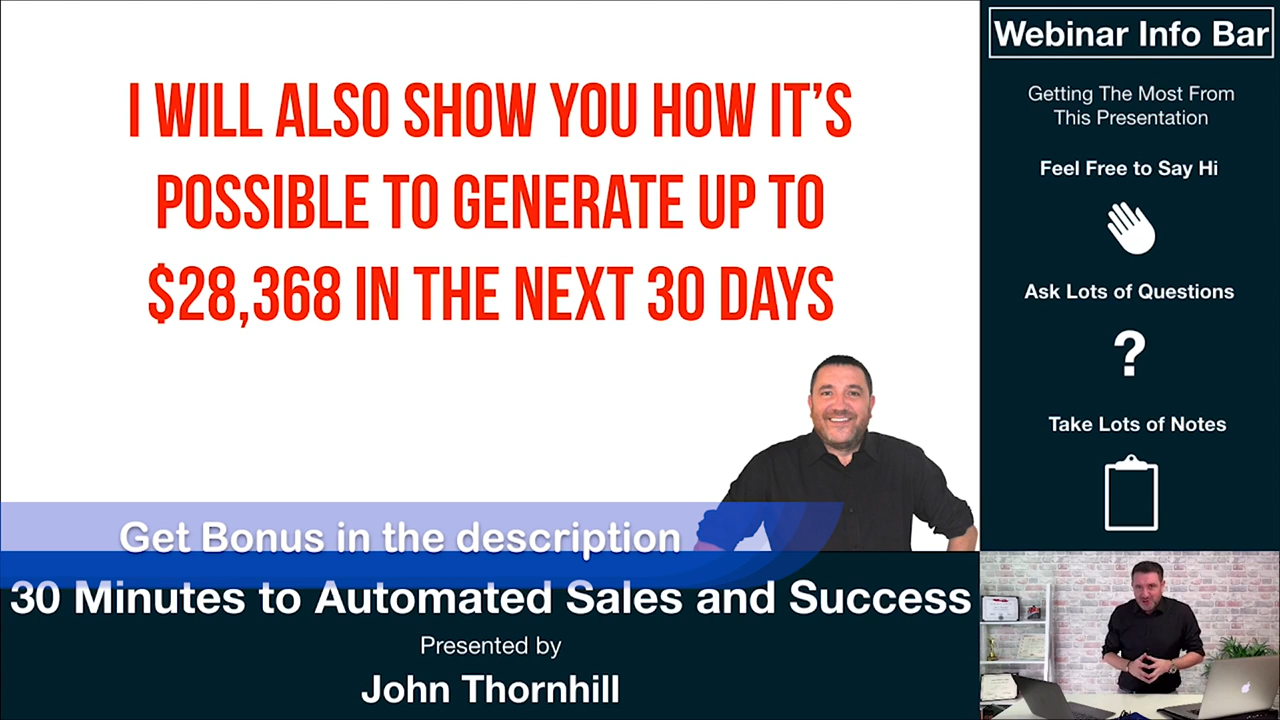 I WILL ALSO SHOW YOU HOW IT'S
POSSIBLE TO GENERATE UP TO
$28,368 IN THE NEXT 30 DAYS
Get Bonus in the description
30 Minutes to Automated Sales and Success
Presented by
John Thornhill
Webinar Info Bar
Getting The Most From
This Presentation
Feel Free to Say Hi
Ask Lots of Questions
?
Take Lots of Notes